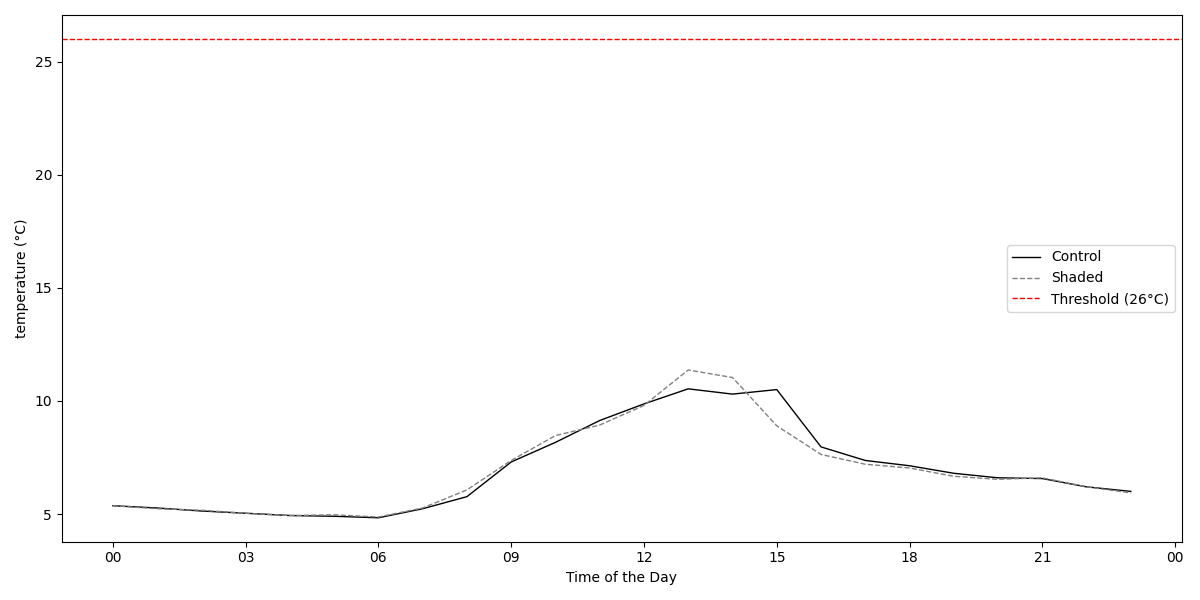 25
20
15
10
5
temperature (°C)
Control
Shaded
Threshold (26°C)
00 03 06 09 12 15 18 21 00
Time of the Day